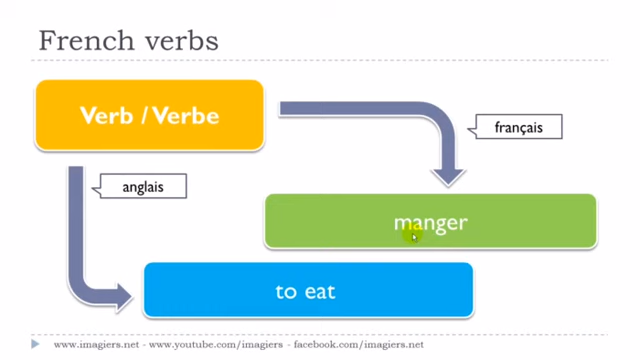 French verbs
Verb / Verbe
français
anglais
manger
to eat
www.imagiers.net - www.youtube.com/imagiers - facebook.com/imagiers.net